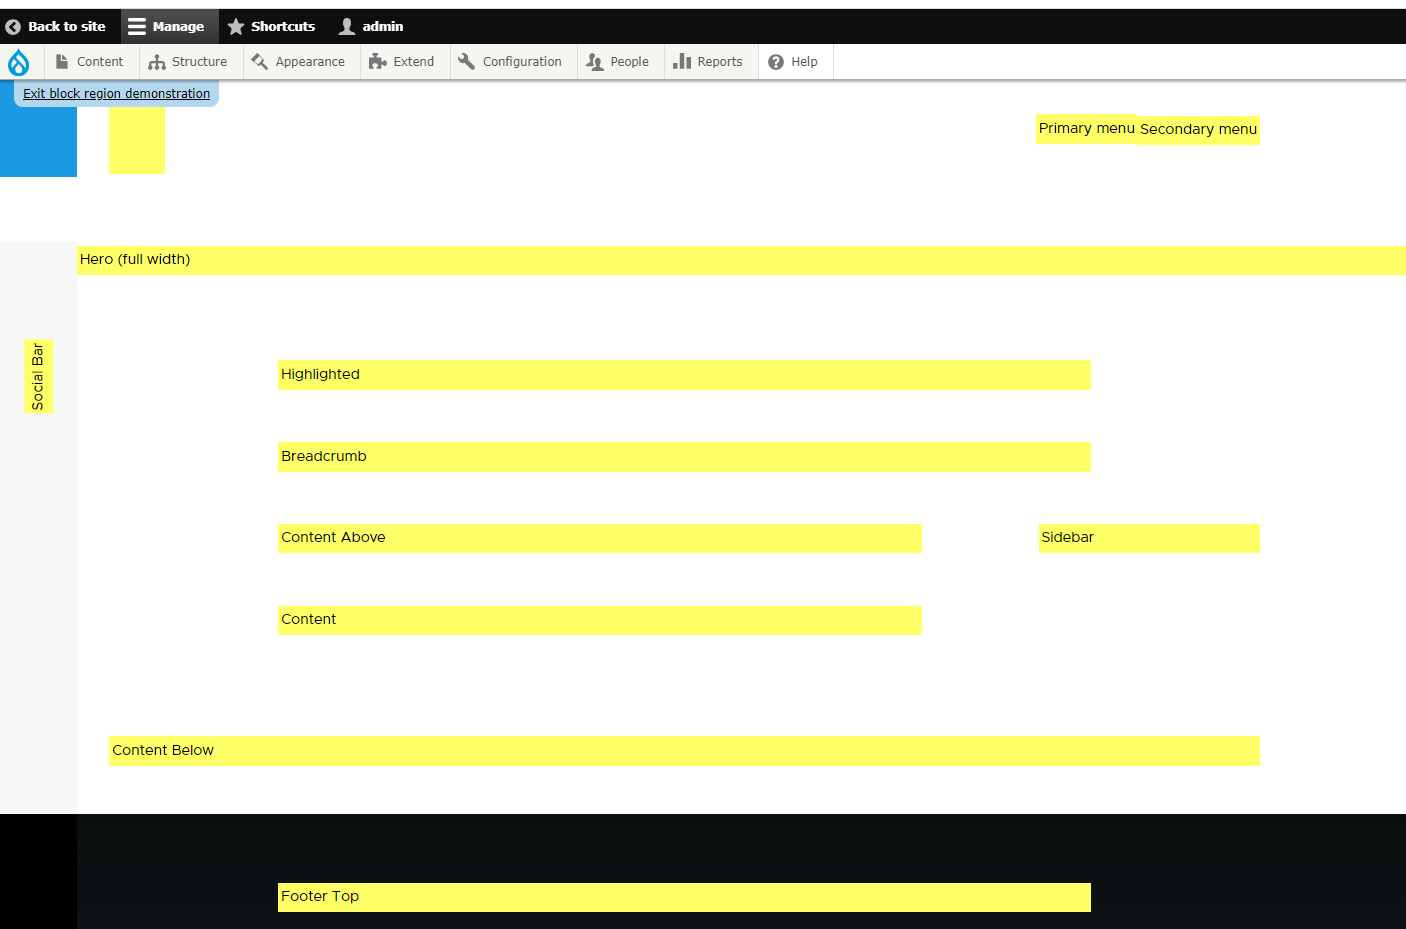 Back to site Manage Shortcuts admin
Content Structure Appearance Extend Configuration People Reports Help
Exit block region demonstration
Primary menu Secondary menu
Hero (full width)
Social Bar
Highlighted
Breadcrumb
Content Above Sidebar
Content
Content Below
Footer Top